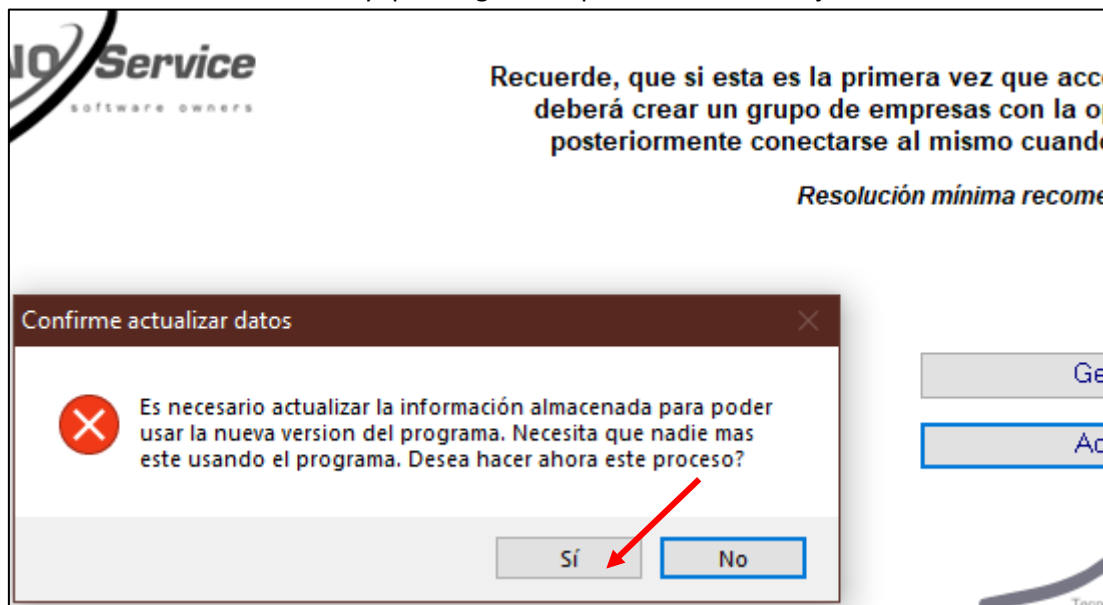 Service
software owners
Recuerde, que si esta es la primera vez que acc
deberá crear un grupo de empresas con la o
posteriormente conectarse al mismo cuand
Resolución mínima recome
Confirme actualizar datos
Es necesario actualizar la información almacenada para poder
usar la nueva version del programa. Necesita que nadie mas
este usando el programa. Desea hacer ahora este proceso?
Sí
No
Ge
Ac